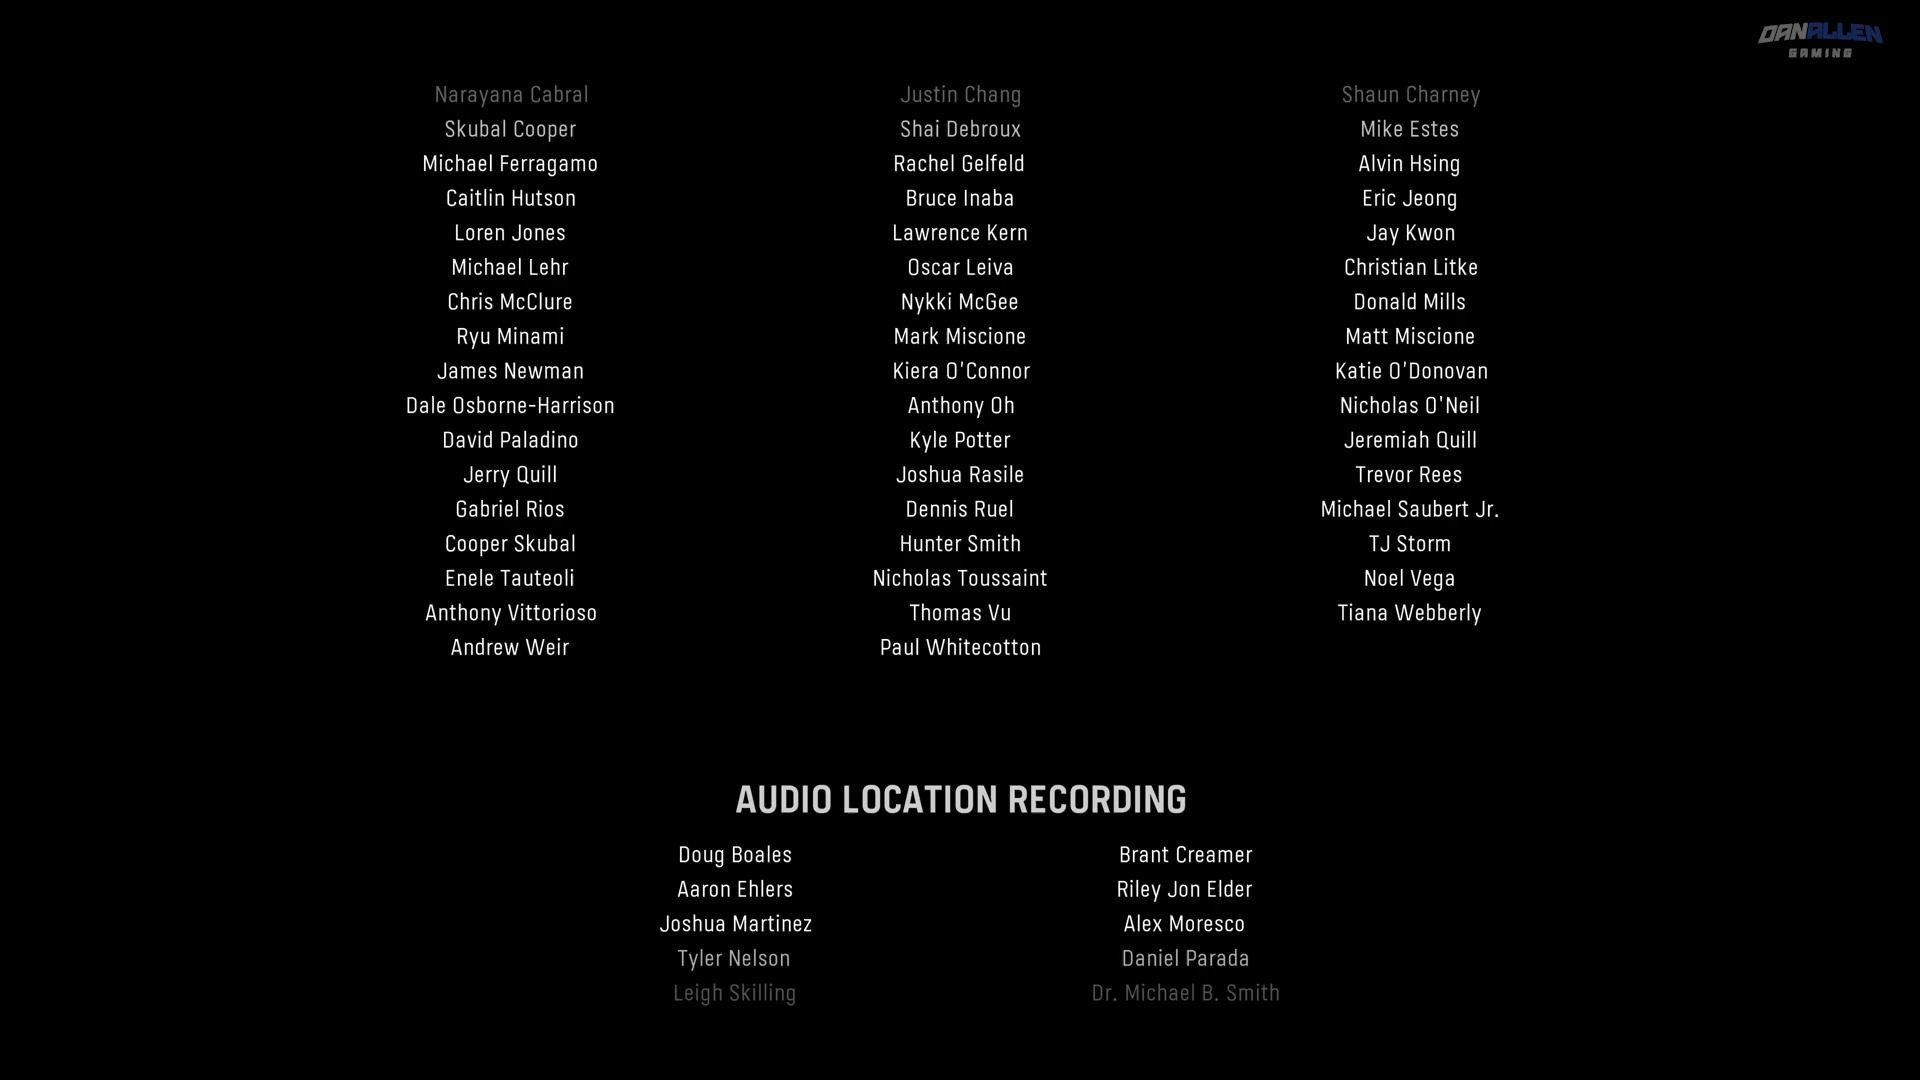 DANALLEN
GAMING
Narayana Cabral Justin Chang Shaun Charney
Skubal Cooper Shai Debroux Mike Estes
Michael Ferragamo Rachel Gelfeld Alvin Hsing
Caitlin Hutson Bruce Inaba Eric Jeong
Loren Jones Lawrence Kern Jay Kwon
Michael Lehr Oscar Leiva Christian Litke
Chris McClure Nykki McGee Donald Mills
Ryu Minami Mark Miscione Matt Miscione
James Newman Kiera O'Connor Katie O'Donovan
Dale Osborne-Harrison Anthony Oh Nicholas O'Neil
David Paladino Kyle Potter Jeremiah Quill
Jerry Quill Joshua Rasile Trevor Rees
Gabriel Rios Dennis Ruel Michael Saubert Jr.
Cooper Skubal Hunter Smith TJ Storm
Enele Tauteoli Nicholas Toussaint Noel Vega
Anthony Vittorioso Thomas Vu Tiana Webberly
Andrew Weir Paul Whitecotton
AUDIO LOCATION RECORDING
Doug Boales Brant Creamer
Aaron Ehlers Riley Jon Elder
Joshua Martinez Alex Moresco
Tyler Nelson Daniel Parada
Leigh Skilling Dr. Michael B. Smith